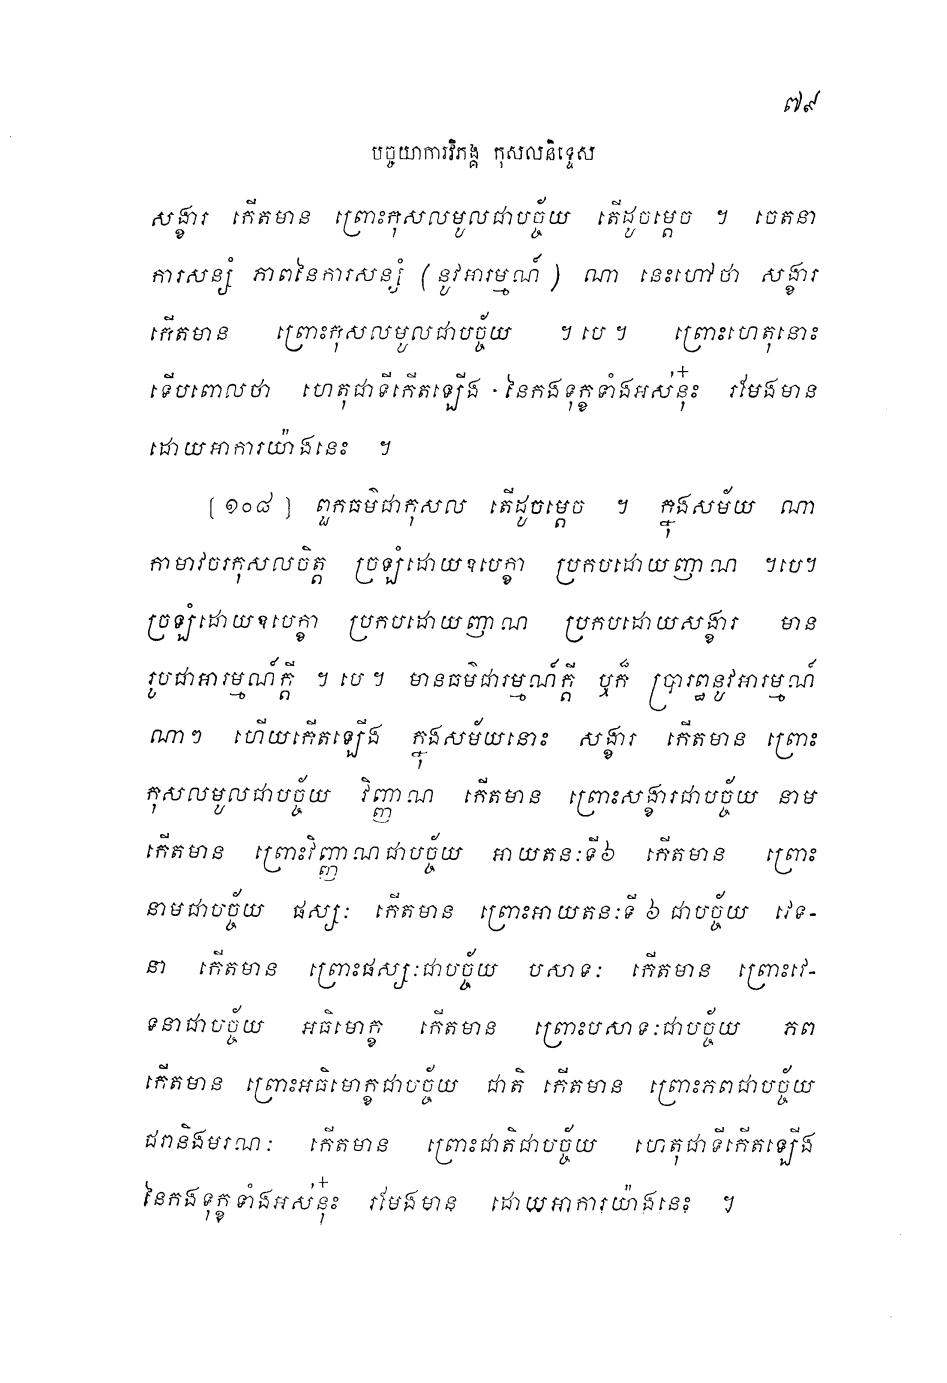 ៧៩
បច្ចយាការវិភង្គ កុសលនិទ្ទេស
សង្ខារ កើតមាន ព្រោះកុសលមូលជាបច្ច័យ តើដូចម្តេច ។ ចេតនា
ការសន្សំ ភាពនៃការសន្សំ (នូវអារម្មណ៍) ណា នេះហៅថា សង្ខារ
កើតមាន ព្រោះកុសលមូលជាបច្ច័យ ។ បេ ។ ព្រោះហេតុនោះ
ទើបពោលថា ហេតុជាទីកើតឡើង នៃកងទុក្ខទាំងអស់នុ៎ះ រមែងមាន
ដោយអាការយ៉ាងនេះ ។
[១០៨] ពួកធម៌ជាកុសល តើដូចម្តេច ។ ក្នុងសម័យ ណា
កាមាវចរកុសលចិត្ត ច្រឡំដោយឧបេក្ខា ប្រកបដោយញាណ ។បេ។
ច្រឡំដោយឧបេក្ខា ប្រកបដោយញាណ ប្រកបដោយសង្ខារ មាន
រូបជាអារម្មណ៍ក្តី ។ បេ ។ មានធម៌ជារម្មណ៍ក្តី ឬក៏ ប្រារព្ធនូវអារម្មណ៍
ណាៗ ហើយកើតឡើង ក្នុងសម័យនោះ សង្ខារ កើតមាន ព្រោះ
កុសលមូលជាបច្ច័យ វិញ្ញាណ កើតមាន ព្រោះសង្ខារជាបច្ច័យ នាម
កើតមាន ព្រោះវិញ្ញាណជាបច្ច័យ អាយតនៈទី៦ កើតមាន ព្រោះ
នាមជាបច្ច័យ ផស្សៈ កើតមាន ព្រោះអាយតនៈទី ៦ ជាបច្ច័យ វេទ-
នា កើតមាន ព្រោះផស្សៈជាបច្ច័យ បសាទៈ កើតមាន ព្រោះវេ-
ទនាជាបច្ច័យ អធិមោក្ខ កើតមាន ព្រោះបសាទៈជាបច្ច័យ ភព
កើតមាន ព្រោះអធិមោក្ខជាបច្ច័យ ជាតិ កើតមាន ព្រោះភពជាបច្ច័យ
ជរានិងមរណៈ កើតមាន ព្រោះជាតិជាបច្ច័យ ហេតុជាទីកើតឡើង
នៃកងទុក្ខទាំងអស់នុ៎ះ រមែងមាន ដោយអាការយ៉ាងនេះ ។